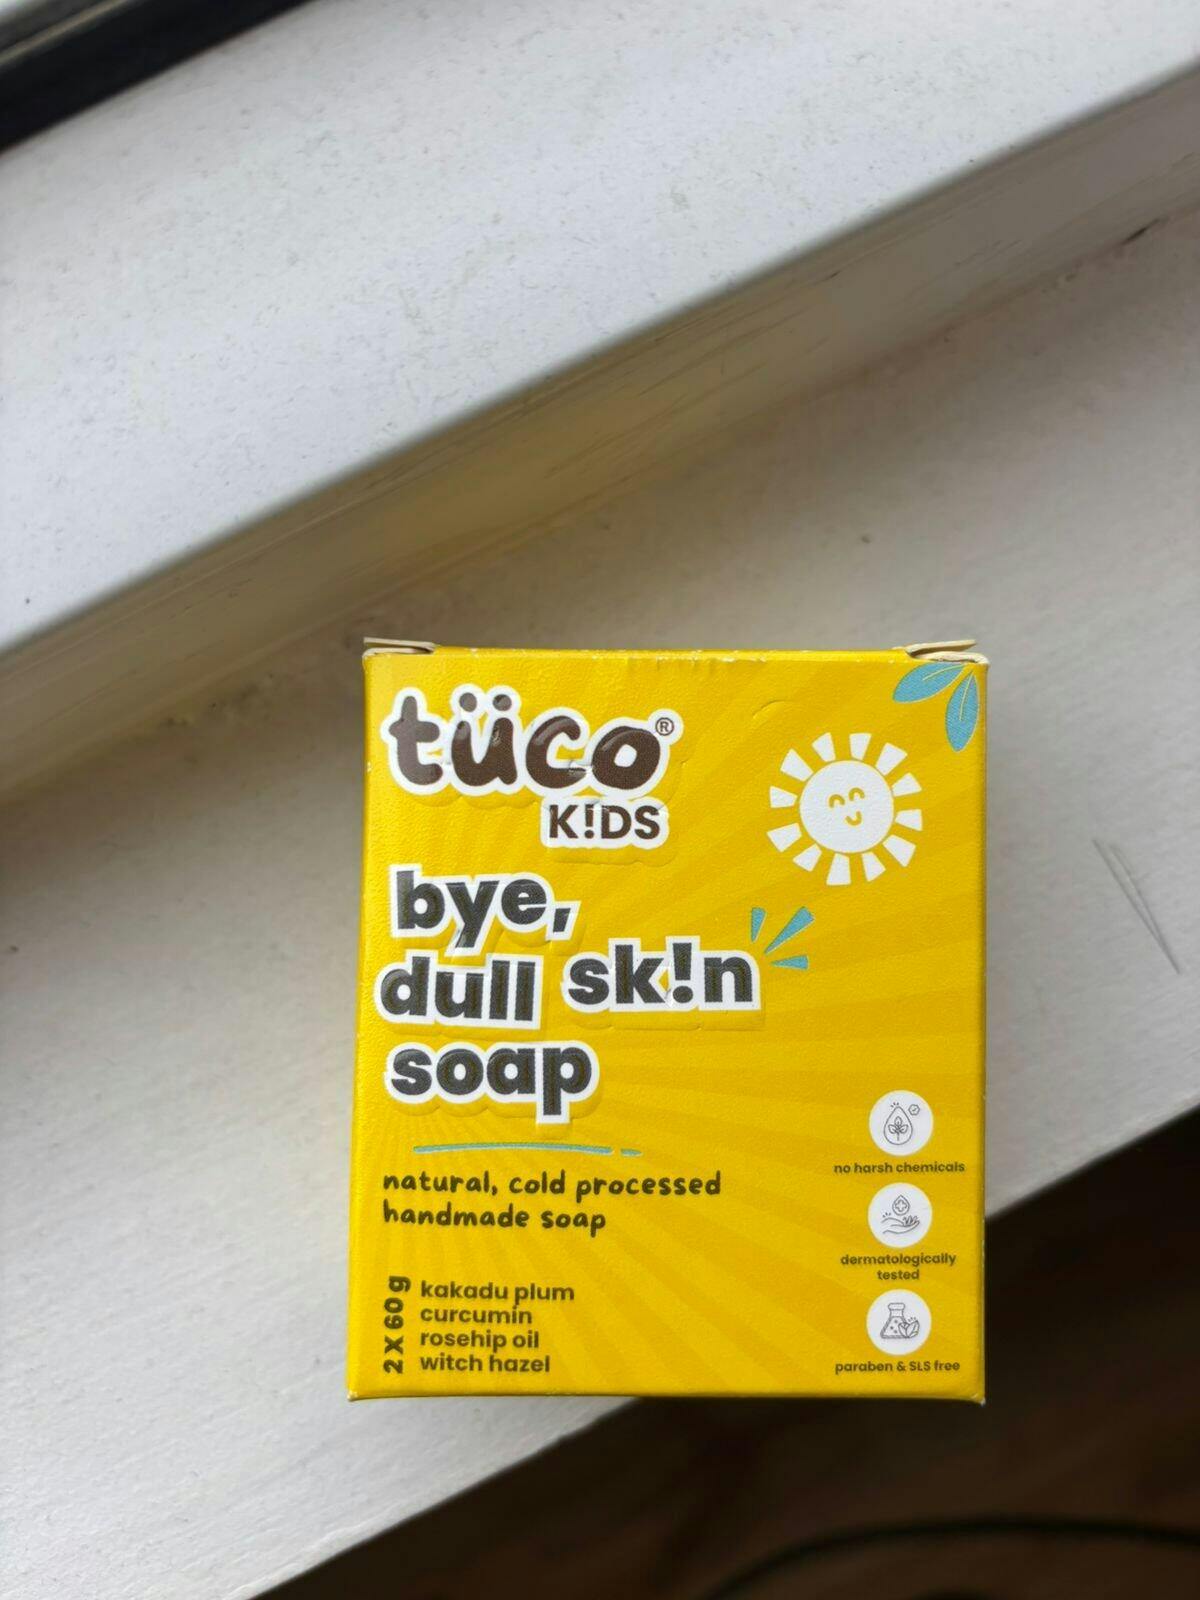 tüco®
K!DS
bye,
dull sk!n
soap
natural, cold processed
handmade soap
2 X 60 g
kakadu plum
curcumin
rosehip oil
witch hazel
no harsh chemicals
dermatologically
tested
paraben & SLS free